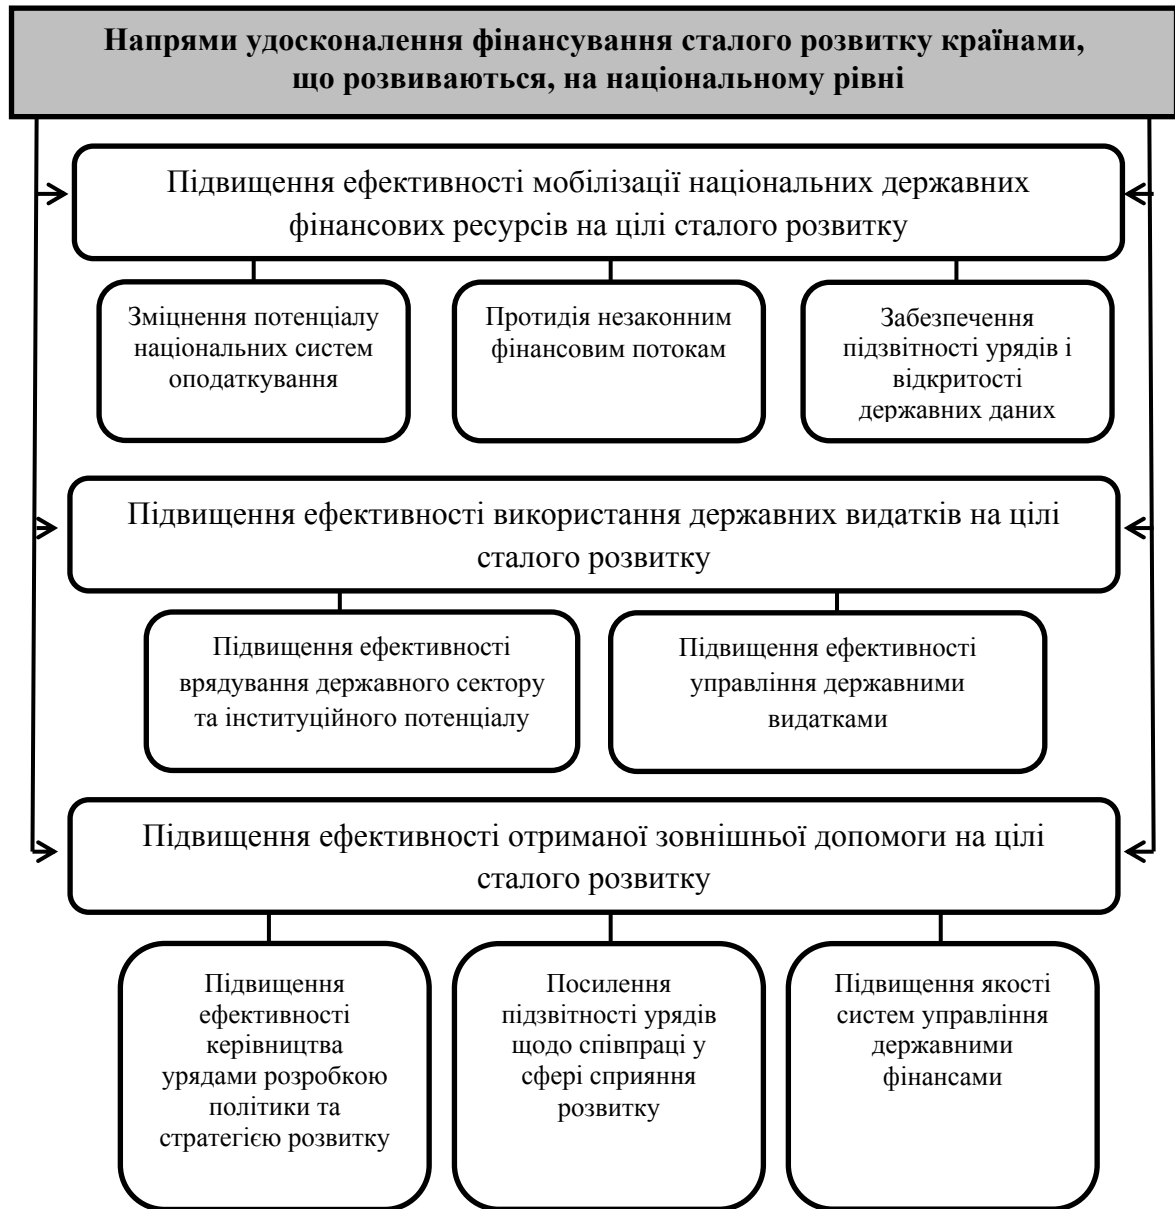 Напрями удосконалення фінансування сталого розвитку країнами,
що розвиваються, на національному рівні
Підвищення ефективності мобілізації національних державних
фінансових ресурсів на цілі сталого розвитку
Зміцнення потенціалу
національних систем
оподаткування
Протидія незаконним
фінансовим потокам
Забезпечення
підзвітності урядів і
відкритості
державних даних
Підвищення ефективності використання державних видатків на цілі
сталого розвитку
Підвищення ефективності
врядування державного сектору
та інституційного потенціалу
Підвищення ефективності
управління державними
видатками
Підвищення ефективності отриманої зовнішньої допомоги на цілі
сталого розвитку
Підвищення
ефективності
керівництва
урядами розробкою
політики та
стратегією розвитку
Посилення
підзвітності урядів
щодо співпраці у
сфері сприяння
розвитку
Підвищення якості
систем управління
державними
фінансами